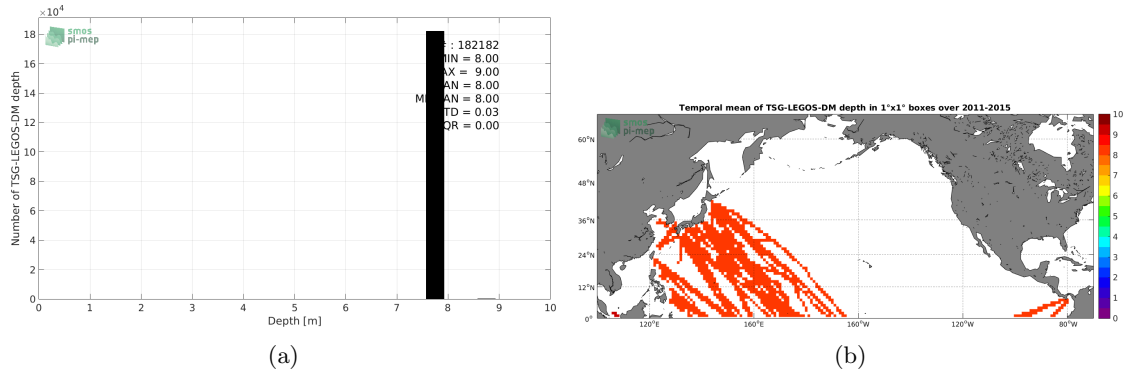 ×10⁴
smos
pi-mep
: 182182
MIN = 8.00
AX = 9.00
AN = 8.00
AN = 8.00
TD = 0.03
QR = 0.00
18
16
14
12
10
8
6
4
2
0
Number of TSG-LEGOS-DM depth
0 1 2 3 4 5 6 7 8 9 10
Depth [m]
(a)
Temporal mean of TSG-LEGOS-DM depth in 1°x1° boxes over 2011-2015
smos
pi-mep
60°N
48°N
36°N
24°N
12°N
0°
120°E 160°E 160°W 120°W 80°W
10
9
8
7
6
5
4
3
2
1
0
(b)